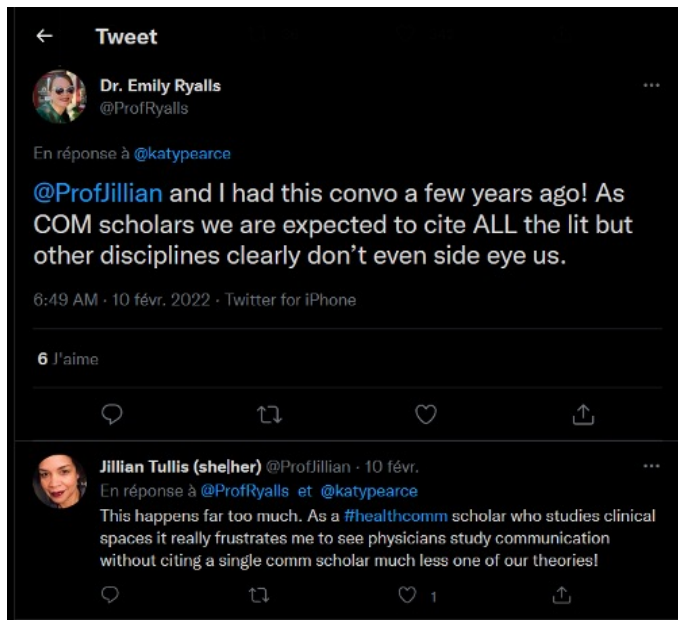 Tweet
Dr. Emily Ryalls
@ProfRyalls
En réponse à @katypearce
@ProfJillian and I had this convo a few years ago! As
COM scholars we are expected to cite ALL the lit but
other disciplines clearly don't even side eye us.
6:49 AM · 10 févr. 2022 · Twitter for iPhone
6 J'aime
Jillian Tullis (she|her) @ProfJillian · 10 févr.
En réponse à @ProfRyalls et @katypearce
This happens far too much. As a #healthcomm scholar who studies clinical
spaces it really frustrates me to see physicians study communication
without citing a single comm scholar much less one of our theories!
1